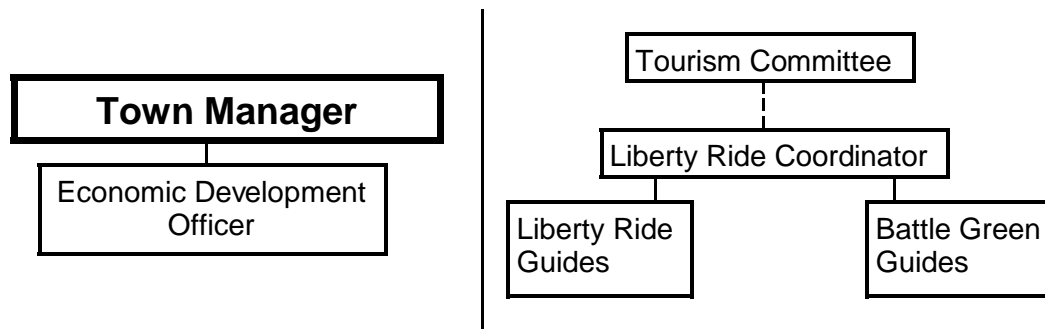 Town Manager
Economic Development
Officer
Tourism Committee
Liberty Ride Coordinator
Liberty Ride
Guides
Battle Green
Guides